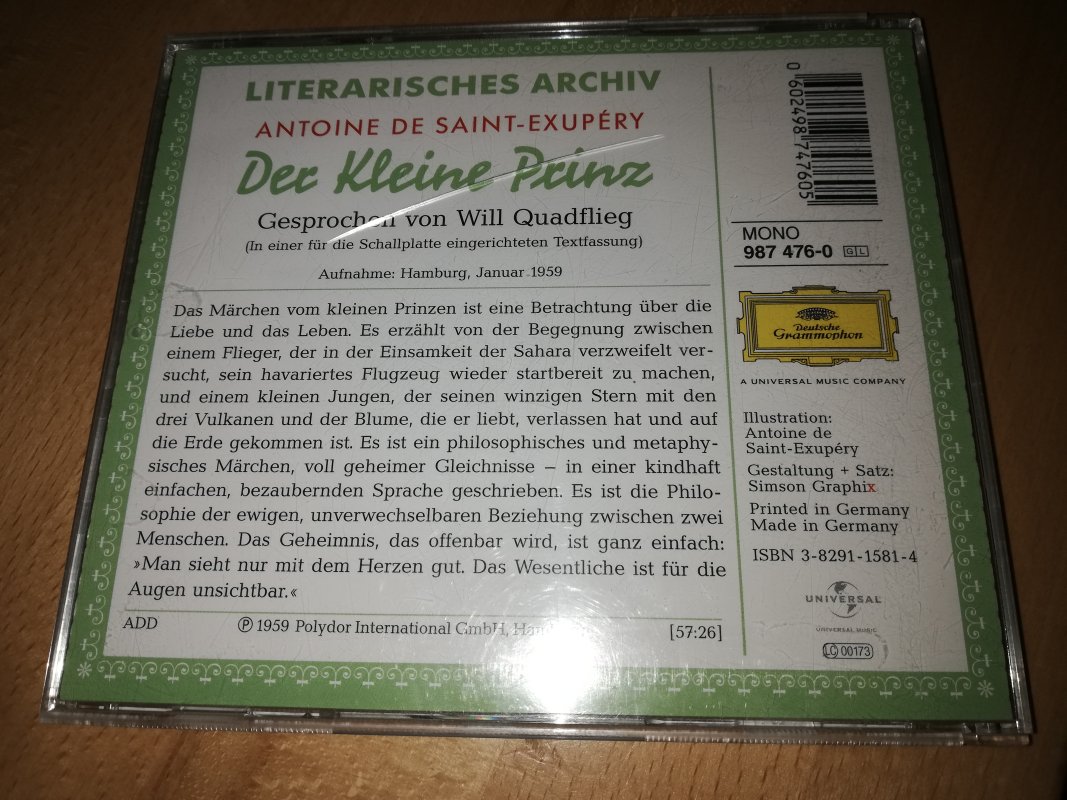 LITERARISCHES ARCHIV
ANTOINE DE SAINT-EXUPÉRY
Der Kleine Prinz
Gesprochen von Will Quadflieg
(In einer für die Schallplatte eingerichteten Textfassung)
Aufnahme: Hamburg, Januar 1959
Das Märchen vom kleinen Prinzen ist eine Betrachtung über die
Liebe und das Leben. Es erzählt von der Begegnung zwischen
einem Flieger, der in der Einsamkeit der Sahara verzweifelt ver-
sucht, sein havariertes Flugzeug wieder startbereit zu machen,
und einem kleinen Jungen, der seinen winzigen Stern mit den
drei Vulkanen und der Blume, die er liebt, verlassen hat und auf
die Erde gekommen ist. Es ist ein philosophisches und metaphy-
sisches Märchen, voll geheimer Gleichnisse – in einer kindhaft
einfachen, bezaubernden Sprache geschrieben. Es ist die Philo-
sophie der ewigen, unverwechselbaren Beziehung zwischen zwei
Menschen. Das Geheimnis, das offenbar wird, ist ganz einfach:
»Man sieht nur mit dem Herzen gut. Das Wesentliche ist für die
Augen unsichtbar.«
ADD
℗ 1959 Polydor International GmbH,
[57:26]
0 602498 747605
MONO
987 476-0 GL
Deutsche
Grammophon
A UNIVERSAL MUSIC COMPANY
Illustration:
Antoine de
Saint-Exupéry
Gestaltung + Satz:
Simson Graphix
Printed in Germany
Made in Germany
ISBN 3-8291-1581-4
UNIVERSAL
UNIVERSAL MUSIC
LC 00173